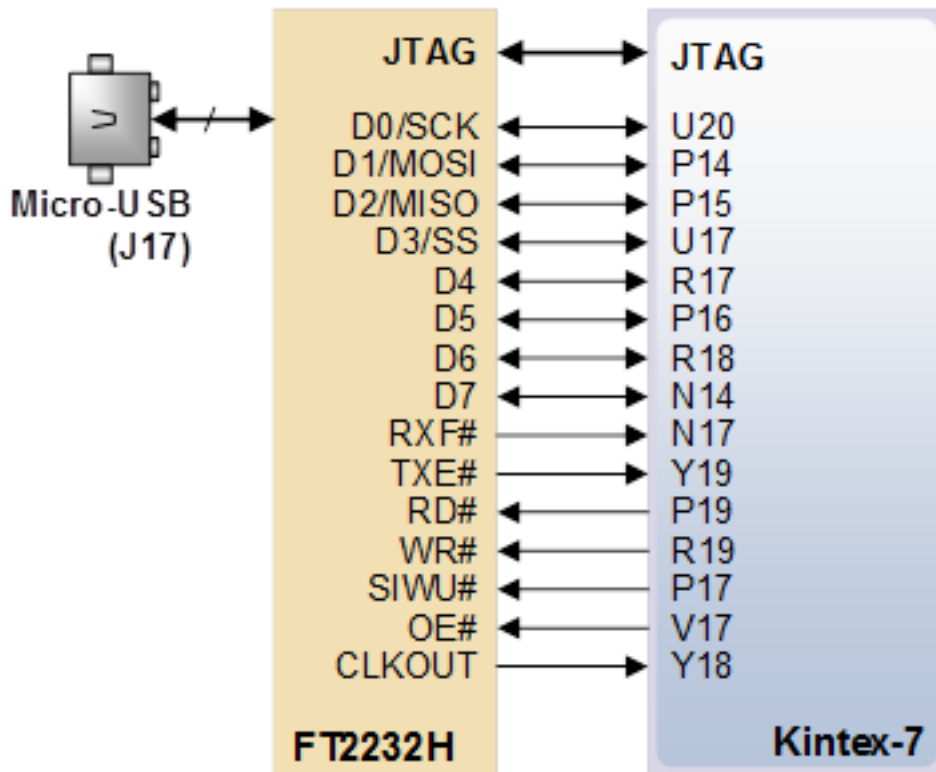 JTAG JTAG
D0/SCK U20
D1/MOSI P14
D2/MISO P15
D3/SS U17
D4 R17
D5 P16
D6 R18
D7 N14
RXF# N17
TXE# Y19
RD# P19
WR# R19
SIWU# P17
OE# V17
CLKOUT Y18
Micro-USB
(J17)
FT2232H
Kintex-7